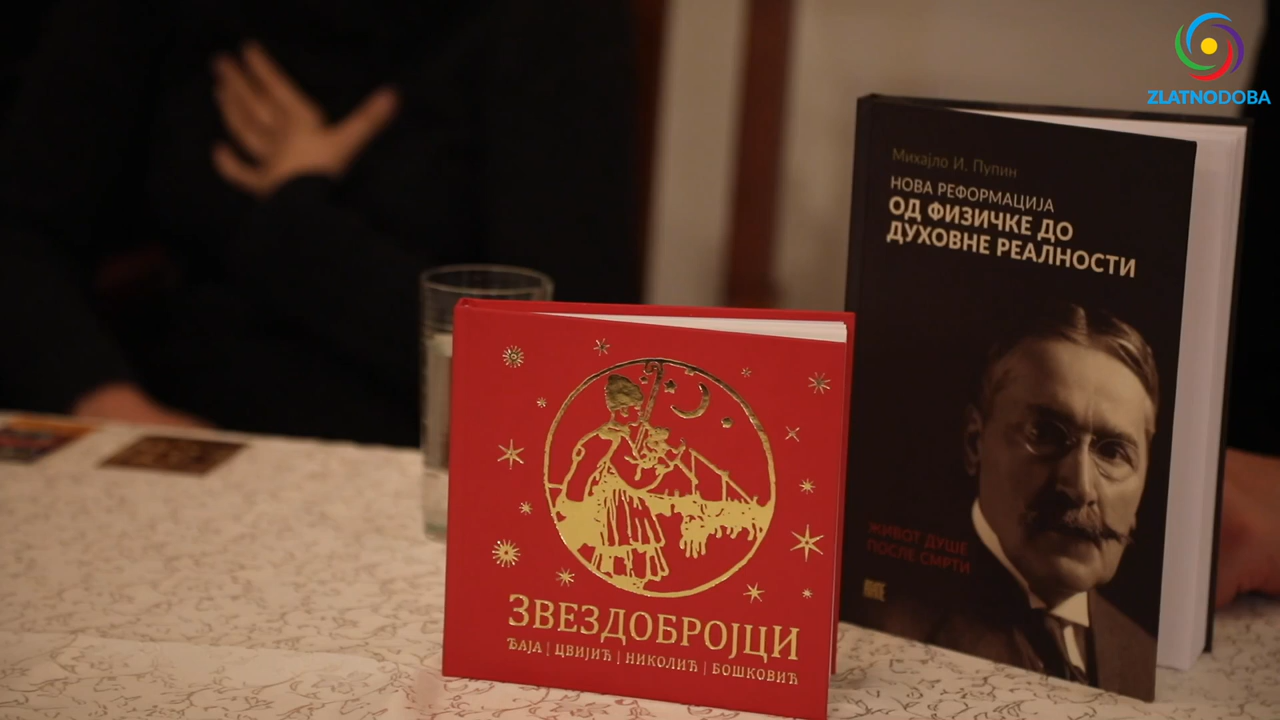 ZLATNODOBA
Михајло И. Пупин
НОВА РЕФОРМАЦИЈА
ОД ФИЗИЧКЕ ДО
ДУХОВНЕ РЕАЛНОСТИ
ЖИВОТ ДУШЕ
ПОСЛЕ СМРТИ
ЗВЕЗДОБРОЈЦИ
ЂАЈА | ЦВИЈИЋ | НИКОЛИЋ | БОШКОВИЋ